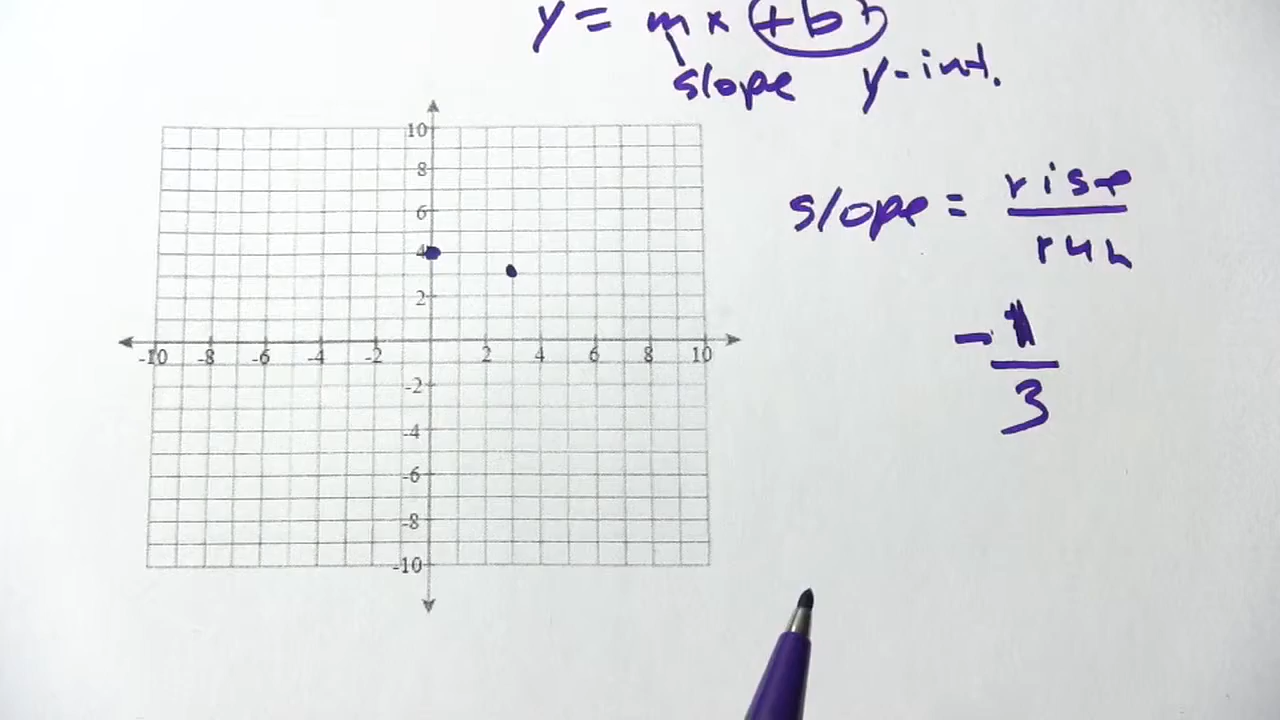 y = mx + b
slope y-int.
slope = rise
run
-1
3
10
8
6
4
2
-10 -8 -6 -4 -2 2 4 6 8 10
-2
-4
-6
-8
-10